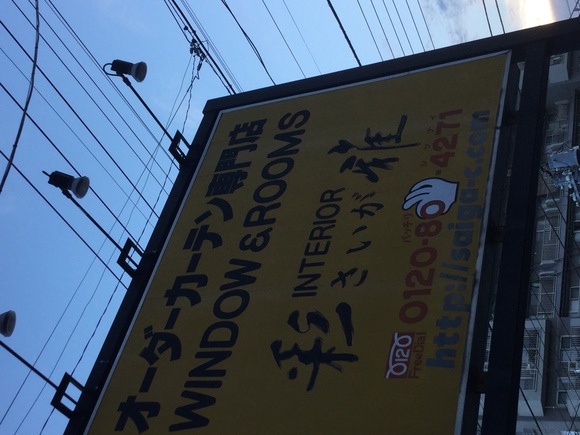 オーダーカーテン専門店
WINDOW & ROOMS
彩 INTERIOR さいが 雅
0120 FreeDial 0120-80-4271
http://saiga-c.com